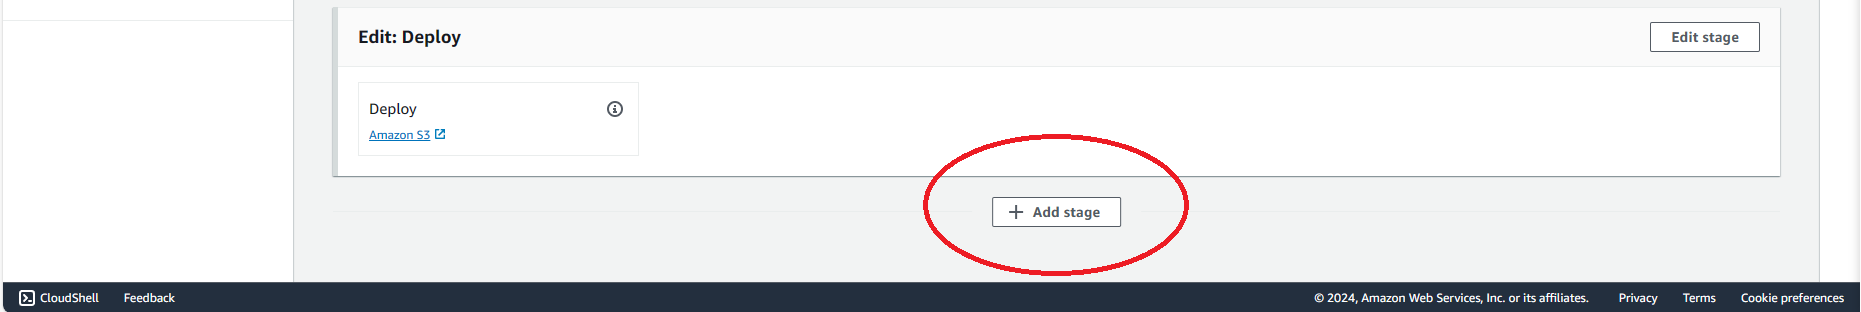 Edit: Deploy
Edit stage
Deploy
Amazon S3
Add stage
CloudShell Feedback © 2024, Amazon Web Services, Inc. or its affiliates. Privacy Terms Cookie preferences